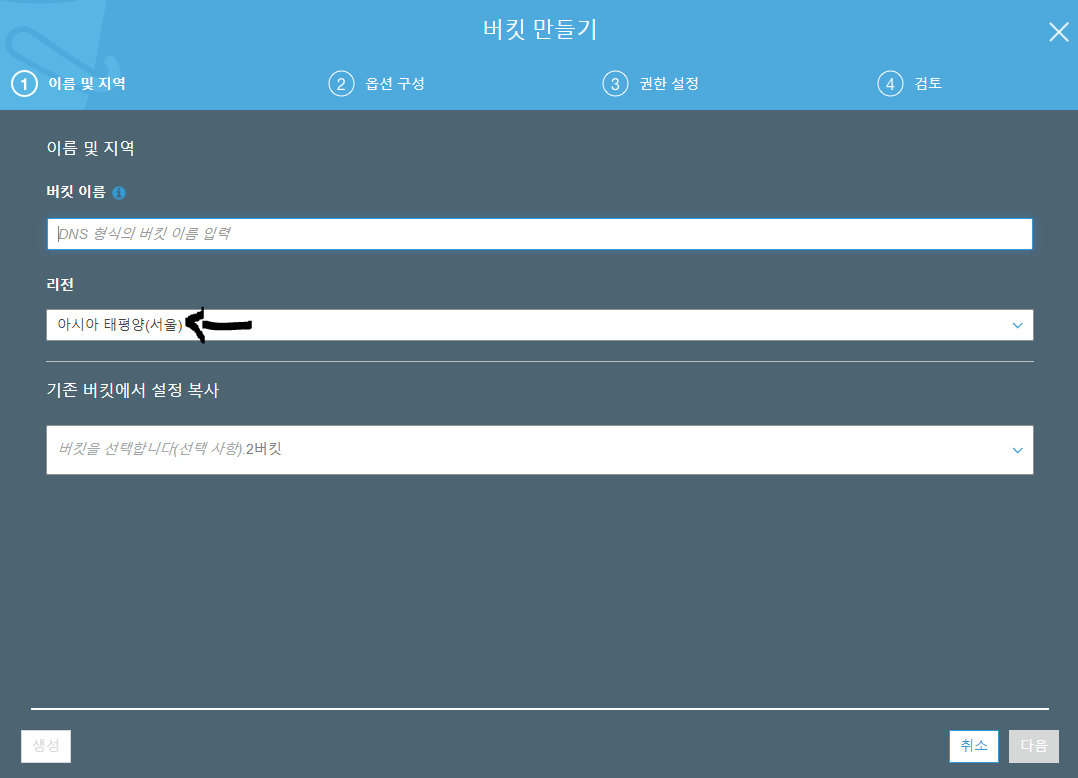 버킷 만들기
1 이름 및 지역 2 옵션 구성 3 권한 설정 4 검토
이름 및 지역
버킷 이름
DNS 형식의 버킷 이름 입력
리전
아시아 태평양(서울)
기존 버킷에서 설정 복사
버킷을 선택합니다(선택 사항).2버킷
생성 취소 다음